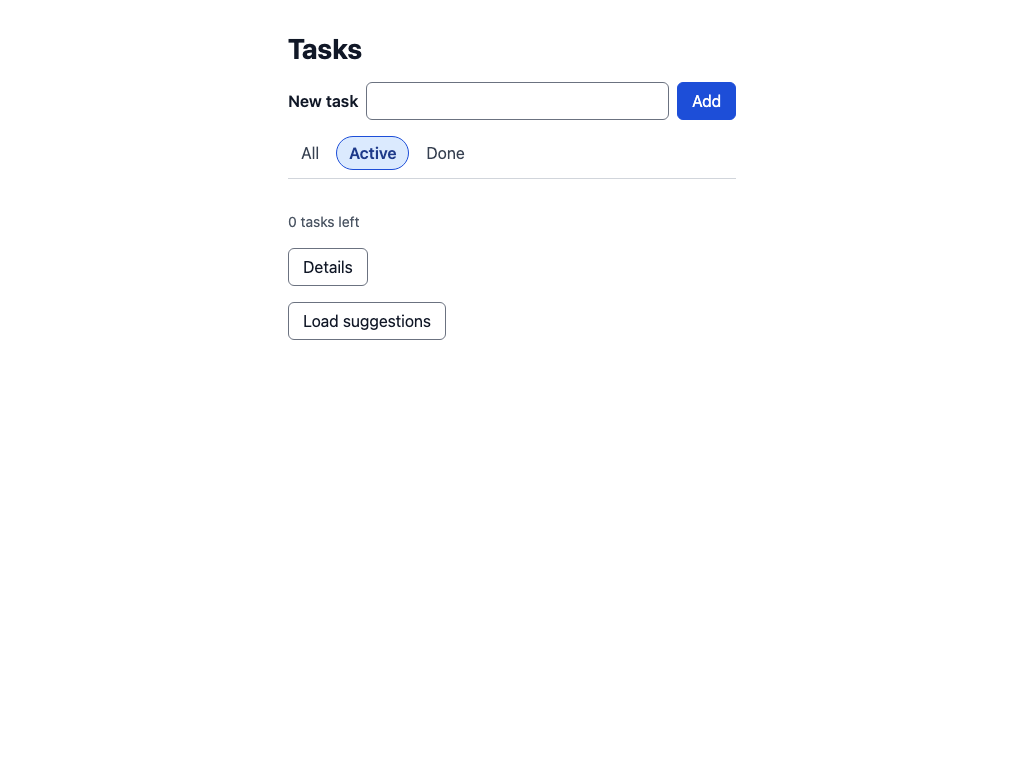 Tasks
New task Add
All Active Done
0 tasks left
Details
Load suggestions